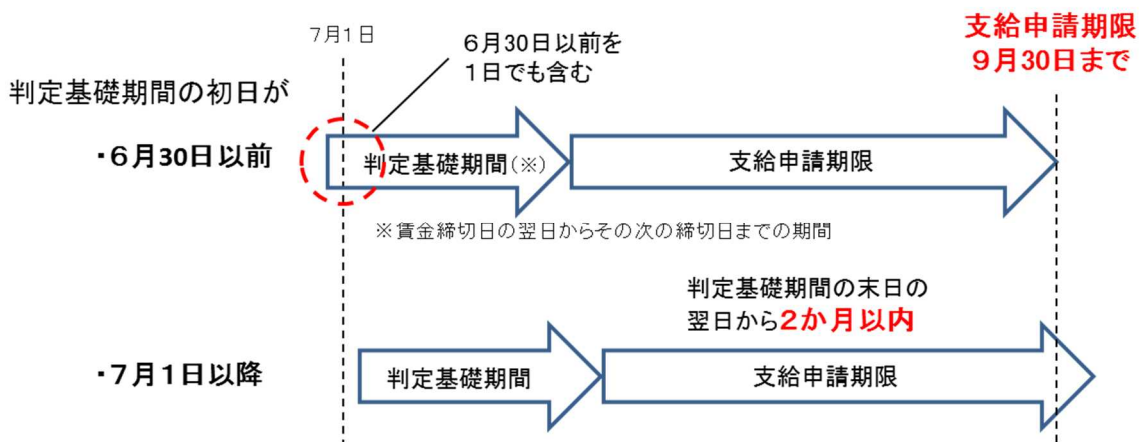 7月1日
6月30日以前を
1日でも含む
支給申請期限
9月30日まで
判定基礎期間の初日が
・6月30日以前
判定基礎期間(※)
支給申請期限
※賃金締切日の翌日からその次の締切日までの期間
判定基礎期間の末日の
翌日から2か月以内
・7月1日以降
判定基礎期間
支給申請期限